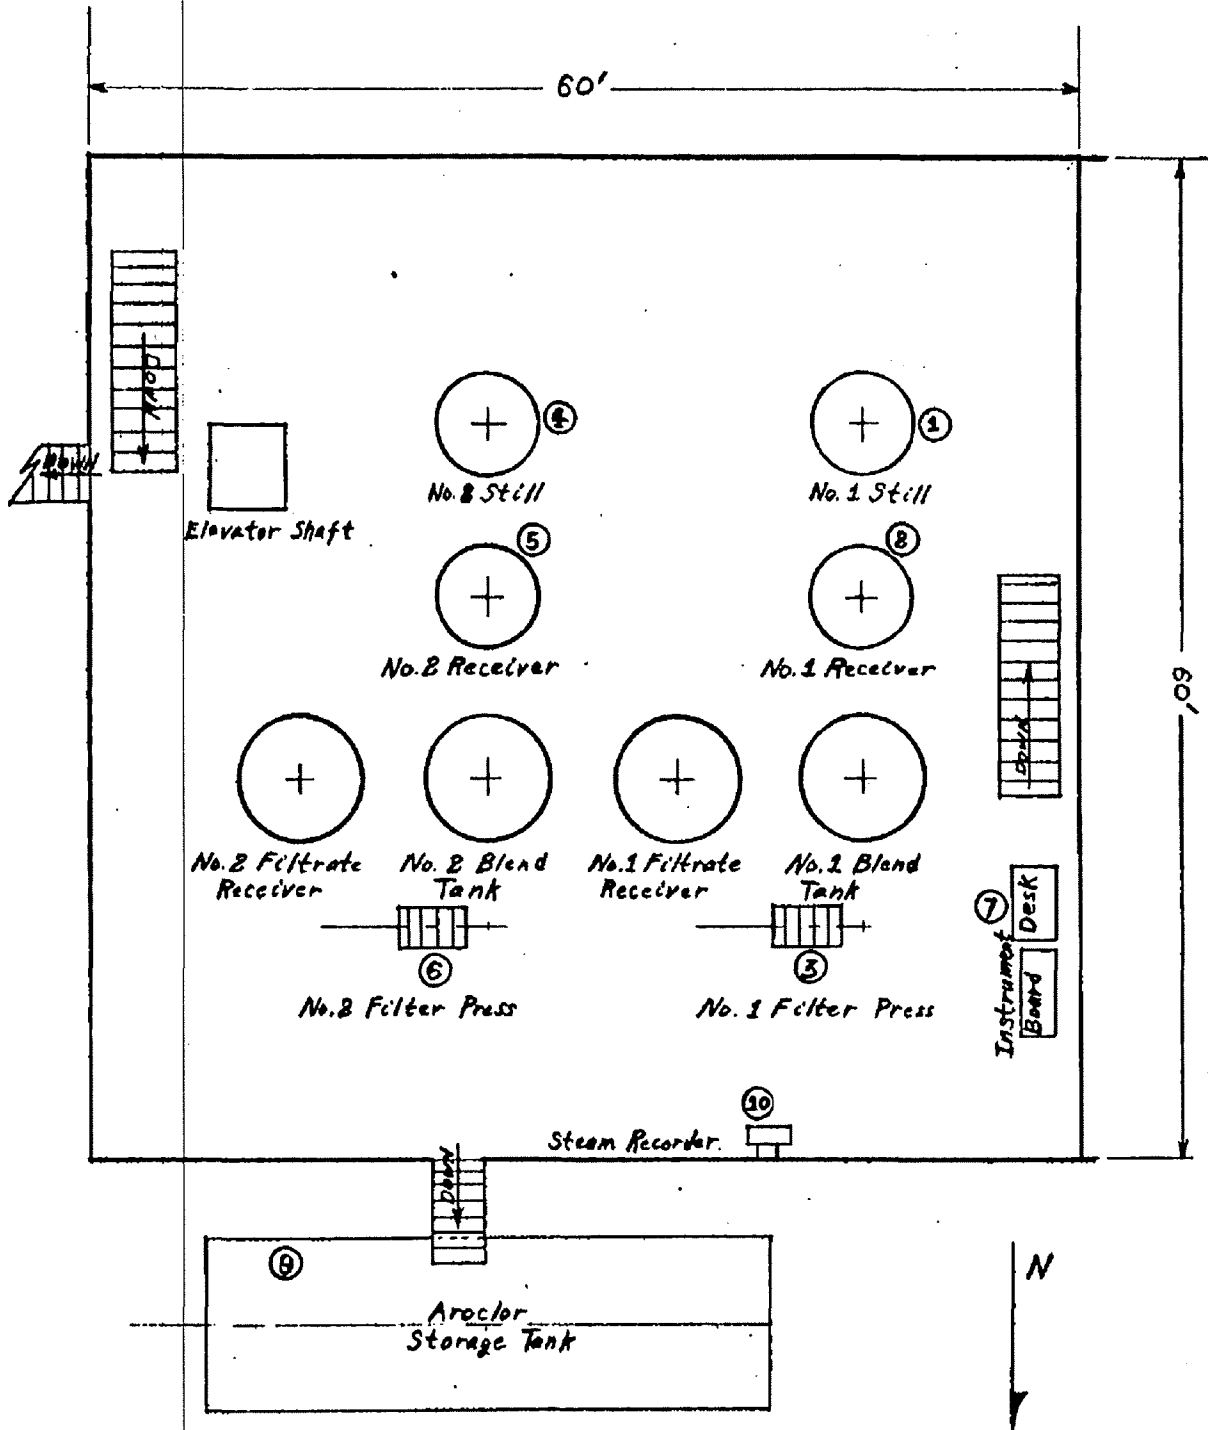 60'
DOWN
DOWN
4
1
No. 2 Still
No. 1 Still
Elevator Shaft
5
2
No. 2 Receiver
No. 1 Receiver
60'
DOWN
No. 2 Filtrate
Receiver
No. 2 Blend
Tank
No. 1 Filtrate
Receiver
No. 1 Blend
Tank
7
Desk
6
3
Instrument
Board
No. 2 Filter Press
No. 1 Filter Press
10
Steam Recorder.
DOWN
N
Aroclor
Storage Tank